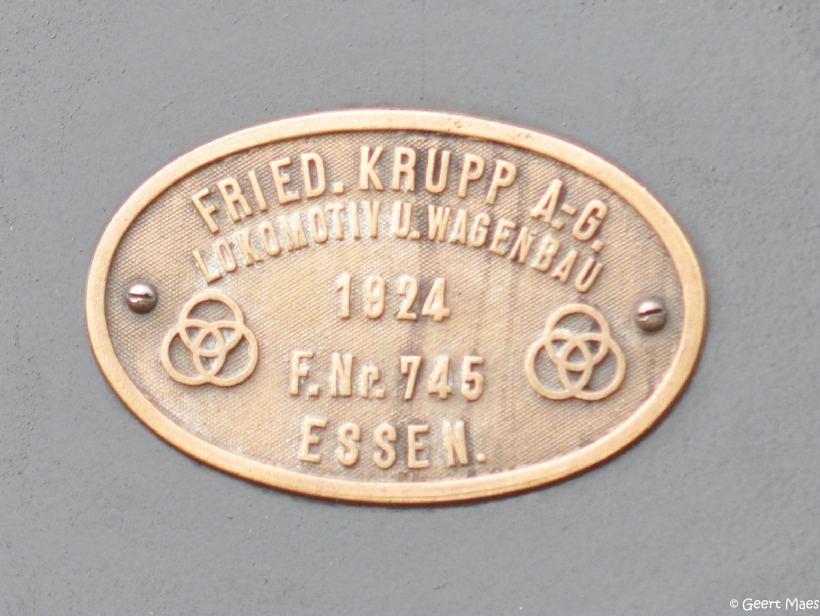 FRIED. KRUPP A.-G.
LOKOMOTIV U. WAGENBAU
1924
F.Nr. 745
ESSEN.
© Geert Maes